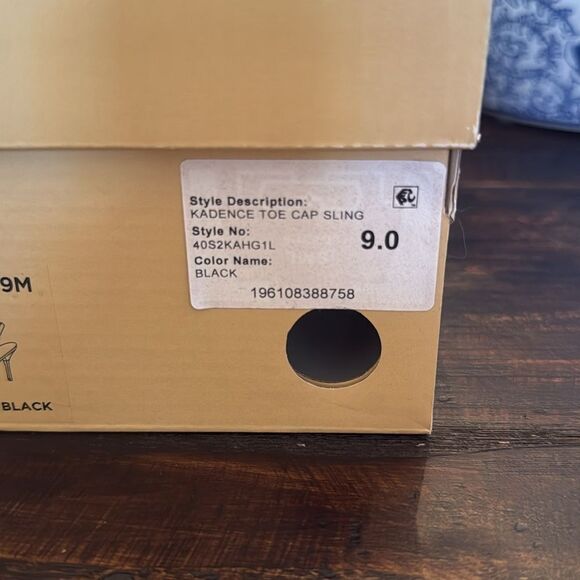 Style Description:
KADENCE TOE CAP SLING
Style No:
40S2KAHG1L
9.0
Color Name:
BLACK
196108388758
9M
BLACK